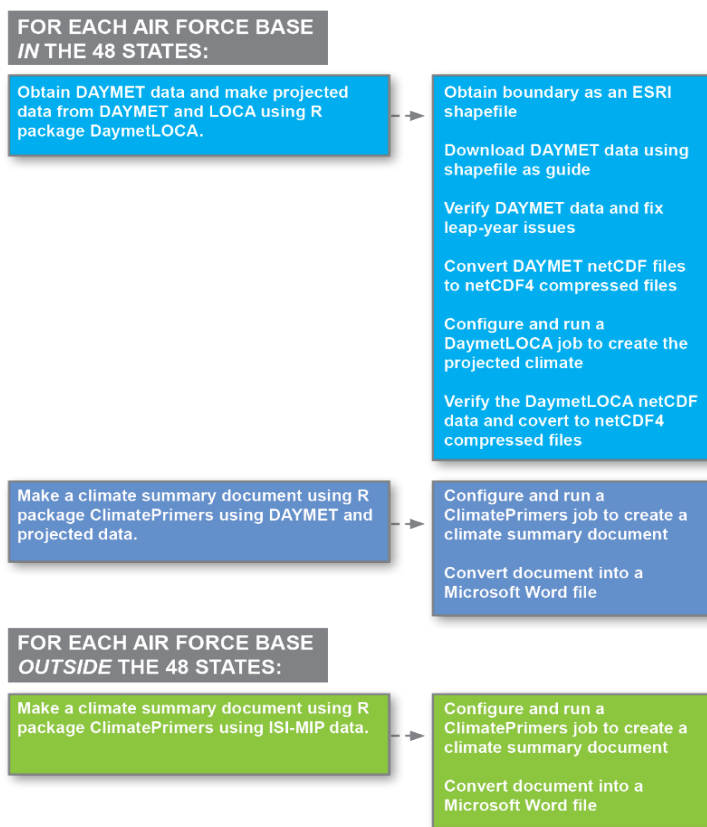 FOR EACH AIR FORCE BASE
IN THE 48 STATES:
Obtain DAYMET data and make projected
data from DAYMET and LOCA using R
package DaymetLOCA.
Obtain boundary as an ESRI
shapefile
Download DAYMET data using
shapefile as guide
Verify DAYMET data and fix
leap-year issues
Convert DAYMET netCDF files
to netCDF4 compressed files
Configure and run a
DaymetLOCA job to create the
projected climate
Verify the DaymetLOCA netCDF
data and covert to netCDF4
compressed files
Make a climate summary document using R
package ClimatePrimers using DAYMET and
projected data.
Configure and run a
ClimatePrimers job to create a
climate summary document
Convert document into a
Microsoft Word file
FOR EACH AIR FORCE BASE
OUTSIDE THE 48 STATES:
Make a climate summary document using R
package ClimatePrimers using ISI-MIP data.
Configure and run a
ClimatePrimers job to create a
climate summary document
Convert document into a
Microsoft Word file